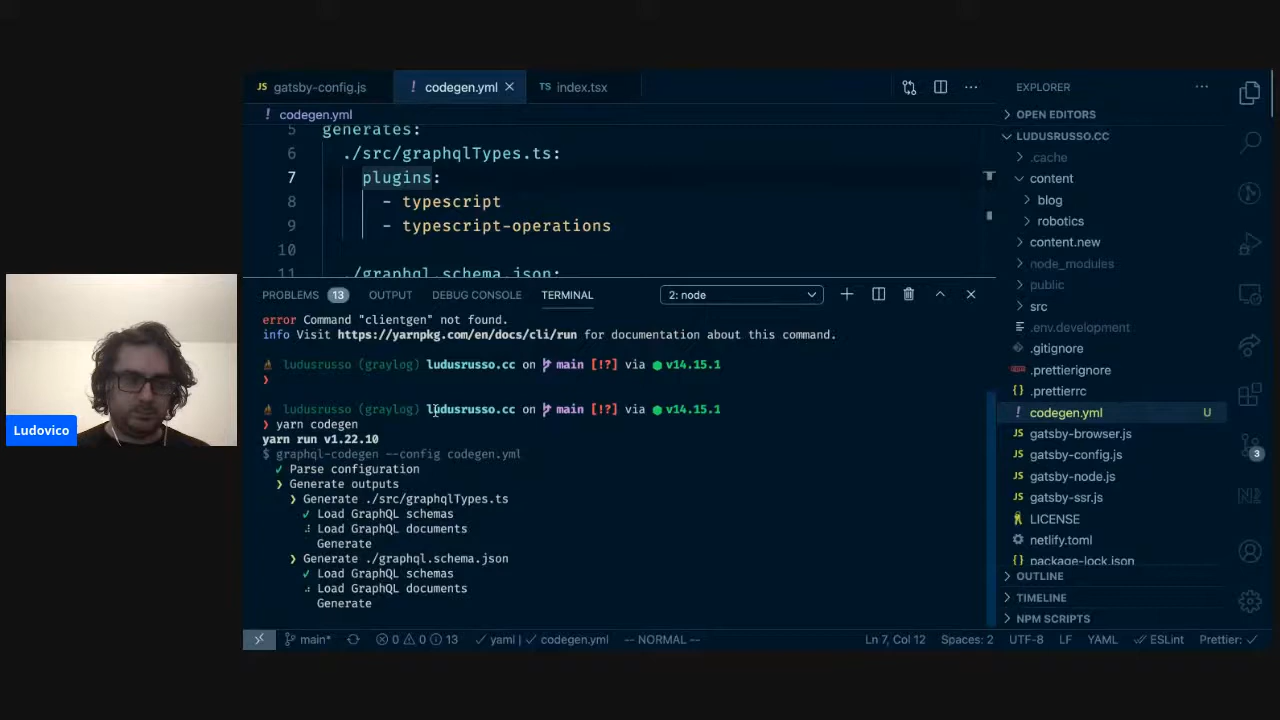 JS gatsby-config.js
! codegen.yml
TS index.tsx
! codegen.yml
5 generates:
6 ./src/graphqlTypes.ts:
7 plugins:
8 - typescript
9 - typescript-operations
10
11 ./graphql.schema.json:
PROBLEMS 13 OUTPUT DEBUG CONSOLE TERMINAL 2: node
error Command "clientgen" not found.
info Visit https://yarnpkg.com/en/docs/cli/run for documentation about this command.
ludusrusso (graylog) ludusrusso.cc on main [!?] via v14.15.1
❯
ludusrusso (graylog) ludusrusso.cc on main [!?] via v14.15.1
❯ yarn codegen
yarn run v1.22.10
$ graphql-codegen --config codegen.yml
✓ Parse configuration
❯ Generate outputs
❯ Generate ./src/graphqlTypes.ts
✓ Load GraphQL schemas
Load GraphQL documents
Generate
❯ Generate ./graphql.schema.json
✓ Load GraphQL schemas
Load GraphQL documents
Generate
main* 0 0 13 ✓ yaml | ✓ codegen.yml -- NORMAL -- Ln 7, Col 12 Spaces: 2 UTF-8 LF YAML ESLint Prettier: ✓
EXPLORER ...
OPEN EDITORS
LUDUSRUSSO.CC
.cache
content
blog
robotics
content.new
node_modules
public
src
.env.development
.gitignore
.prettierignore
{} .prettierrc
! codegen.yml U
JS gatsby-browser.js
JS gatsby-config.js
JS gatsby-node.js
JS gatsby-ssr.js
LICENSE
netlify.toml
{} package-lock.json
OUTLINE
TIMELINE
NPM SCRIPTS
3
Ludovico